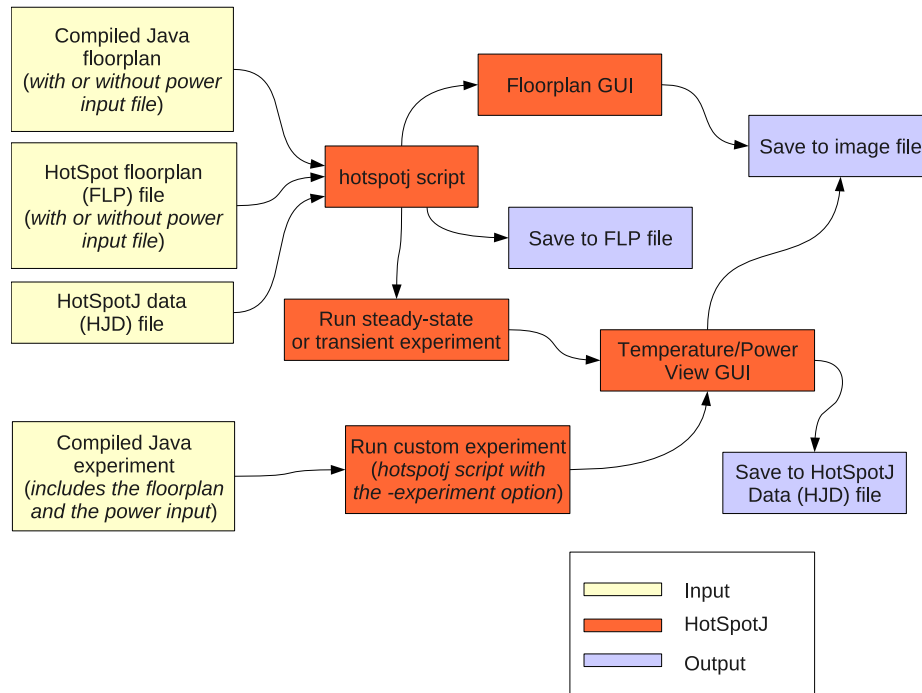 Compiled Java
floorplan
(with or without power
input file)
HotSpot floorplan
(FLP) file
(with or without power
input file)
HotSpotJ data
(HJD) file
hotspotj script
Floorplan GUI
Save to image file
Save to FLP file
Run steady-state
or transient experiment
Temperature/Power
View GUI
Compiled Java
experiment
(includes the floorplan
and the power input)
Run custom experiment
(hotspotj script with
the -experiment option)
Save to HotSpotJ
Data (HJD) file
Input
HotSpotJ
Output